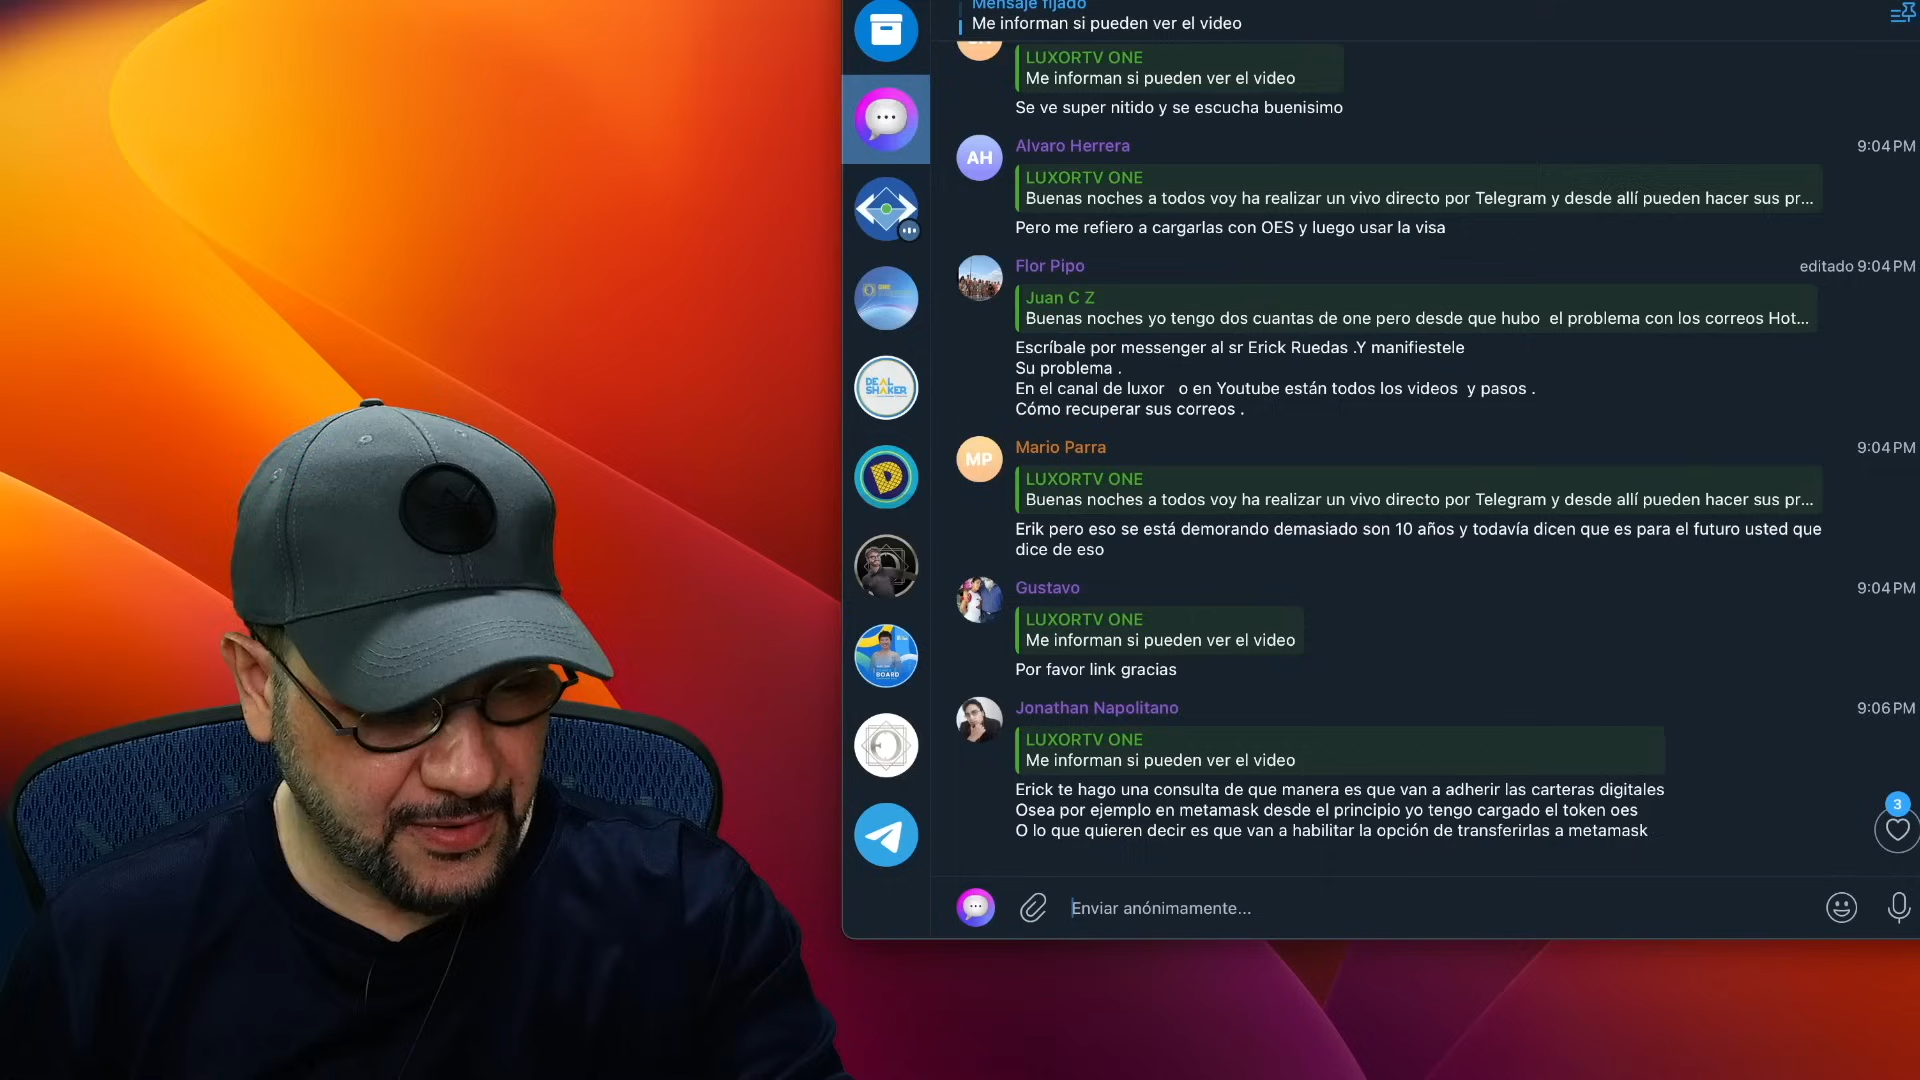 Mensaje fijado
Me informan si pueden ver el video
LUXORTV ONE
Me informan si pueden ver el video
Se ve super nitido y se escucha buenisimo
AH
Alvaro Herrera
9:04 PM
LUXORTV ONE
Buenas noches a todos voy ha realizar un vivo directo por Telegram y desde allí pueden hacer sus pr...
Pero me refiero a cargarlas con OES y luego usar la visa
Flor Pipo
editado 9:04 PM
Juan C Z
Buenas noches yo tengo dos cuantas de one pero desde que hubo el problema con los correos Hot...
Escríbale por messenger al sr Erick Ruedas .Y manifiestele
Su problema .
En el canal de luxor o en Youtube están todos los videos y pasos .
Cómo recuperar sus correos .
MP
Mario Parra
9:04 PM
LUXORTV ONE
Buenas noches a todos voy ha realizar un vivo directo por Telegram y desde allí pueden hacer sus pr...
Erik pero eso se está demorando demasiado son 10 años y todavía dicen que es para el futuro usted que
dice de eso
Gustavo
9:04 PM
LUXORTV ONE
Me informan si pueden ver el video
Por favor link gracias
Jonathan Napolitano
9:06 PM
LUXORTV ONE
Me informan si pueden ver el video
Erick te hago una consulta de que manera es que van a adherir las carteras digitales
Osea por ejemplo en metamask desde el principio yo tengo cargado el token oes
O lo que quieren decir es que van a habilitar la opción de transferirlas a metamask
3
Enviar anónimamente...
DEAL
SHAKER
D
BOARD